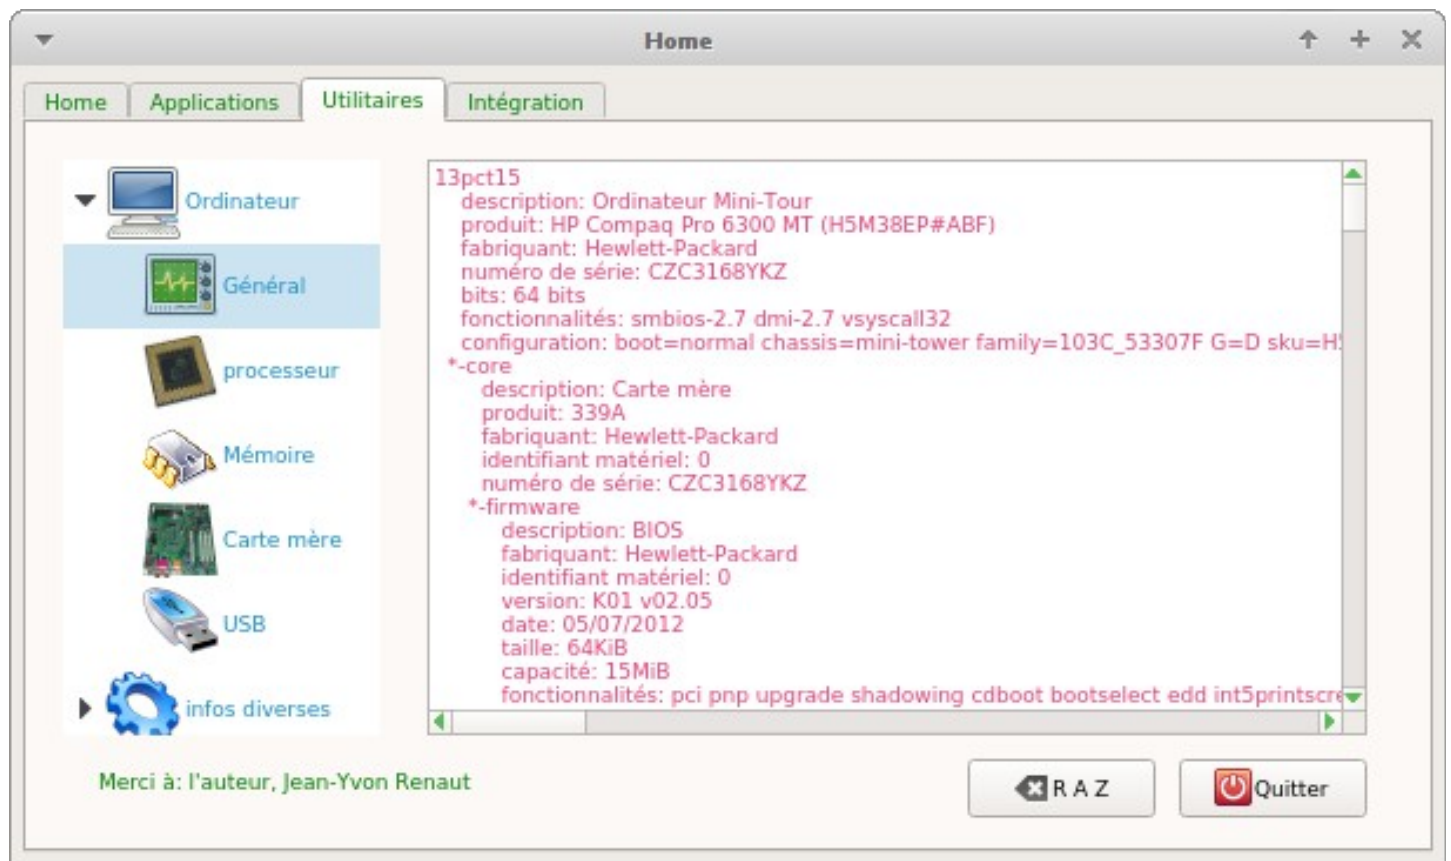 Home
Home
Applications
Utilitaires
Intégration
Ordinateur
Général
processeur
Mémoire
Carte mère
USB
infos diverses
13pct15
description: Ordinateur Mini-Tour
produit: HP Compaq Pro 6300 MT (H5M38EP#ABF)
fabriquant: Hewlett-Packard
numéro de série: CZC3168YKZ
bits: 64 bits
fonctionnalités: smbios-2.7 dmi-2.7 vsyscall32
configuration: boot=normal chassis=mini-tower family=103C_53307F G=D sku=H
*-core
description: Carte mère
produit: 339A
fabriquant: Hewlett-Packard
identifiant matériel: 0
numéro de série: CZC3168YKZ
*-firmware
description: BIOS
fabriquant: Hewlett-Packard
identifiant matériel: 0
version: K01 v02.05
date: 05/07/2012
taille: 64KiB
capacité: 15MiB
fonctionnalités: pci pnp upgrade shadowing cdboot bootselect edd int5printscre
Merci à: l'auteur, Jean-Yvon Renaut
R A Z
Quitter